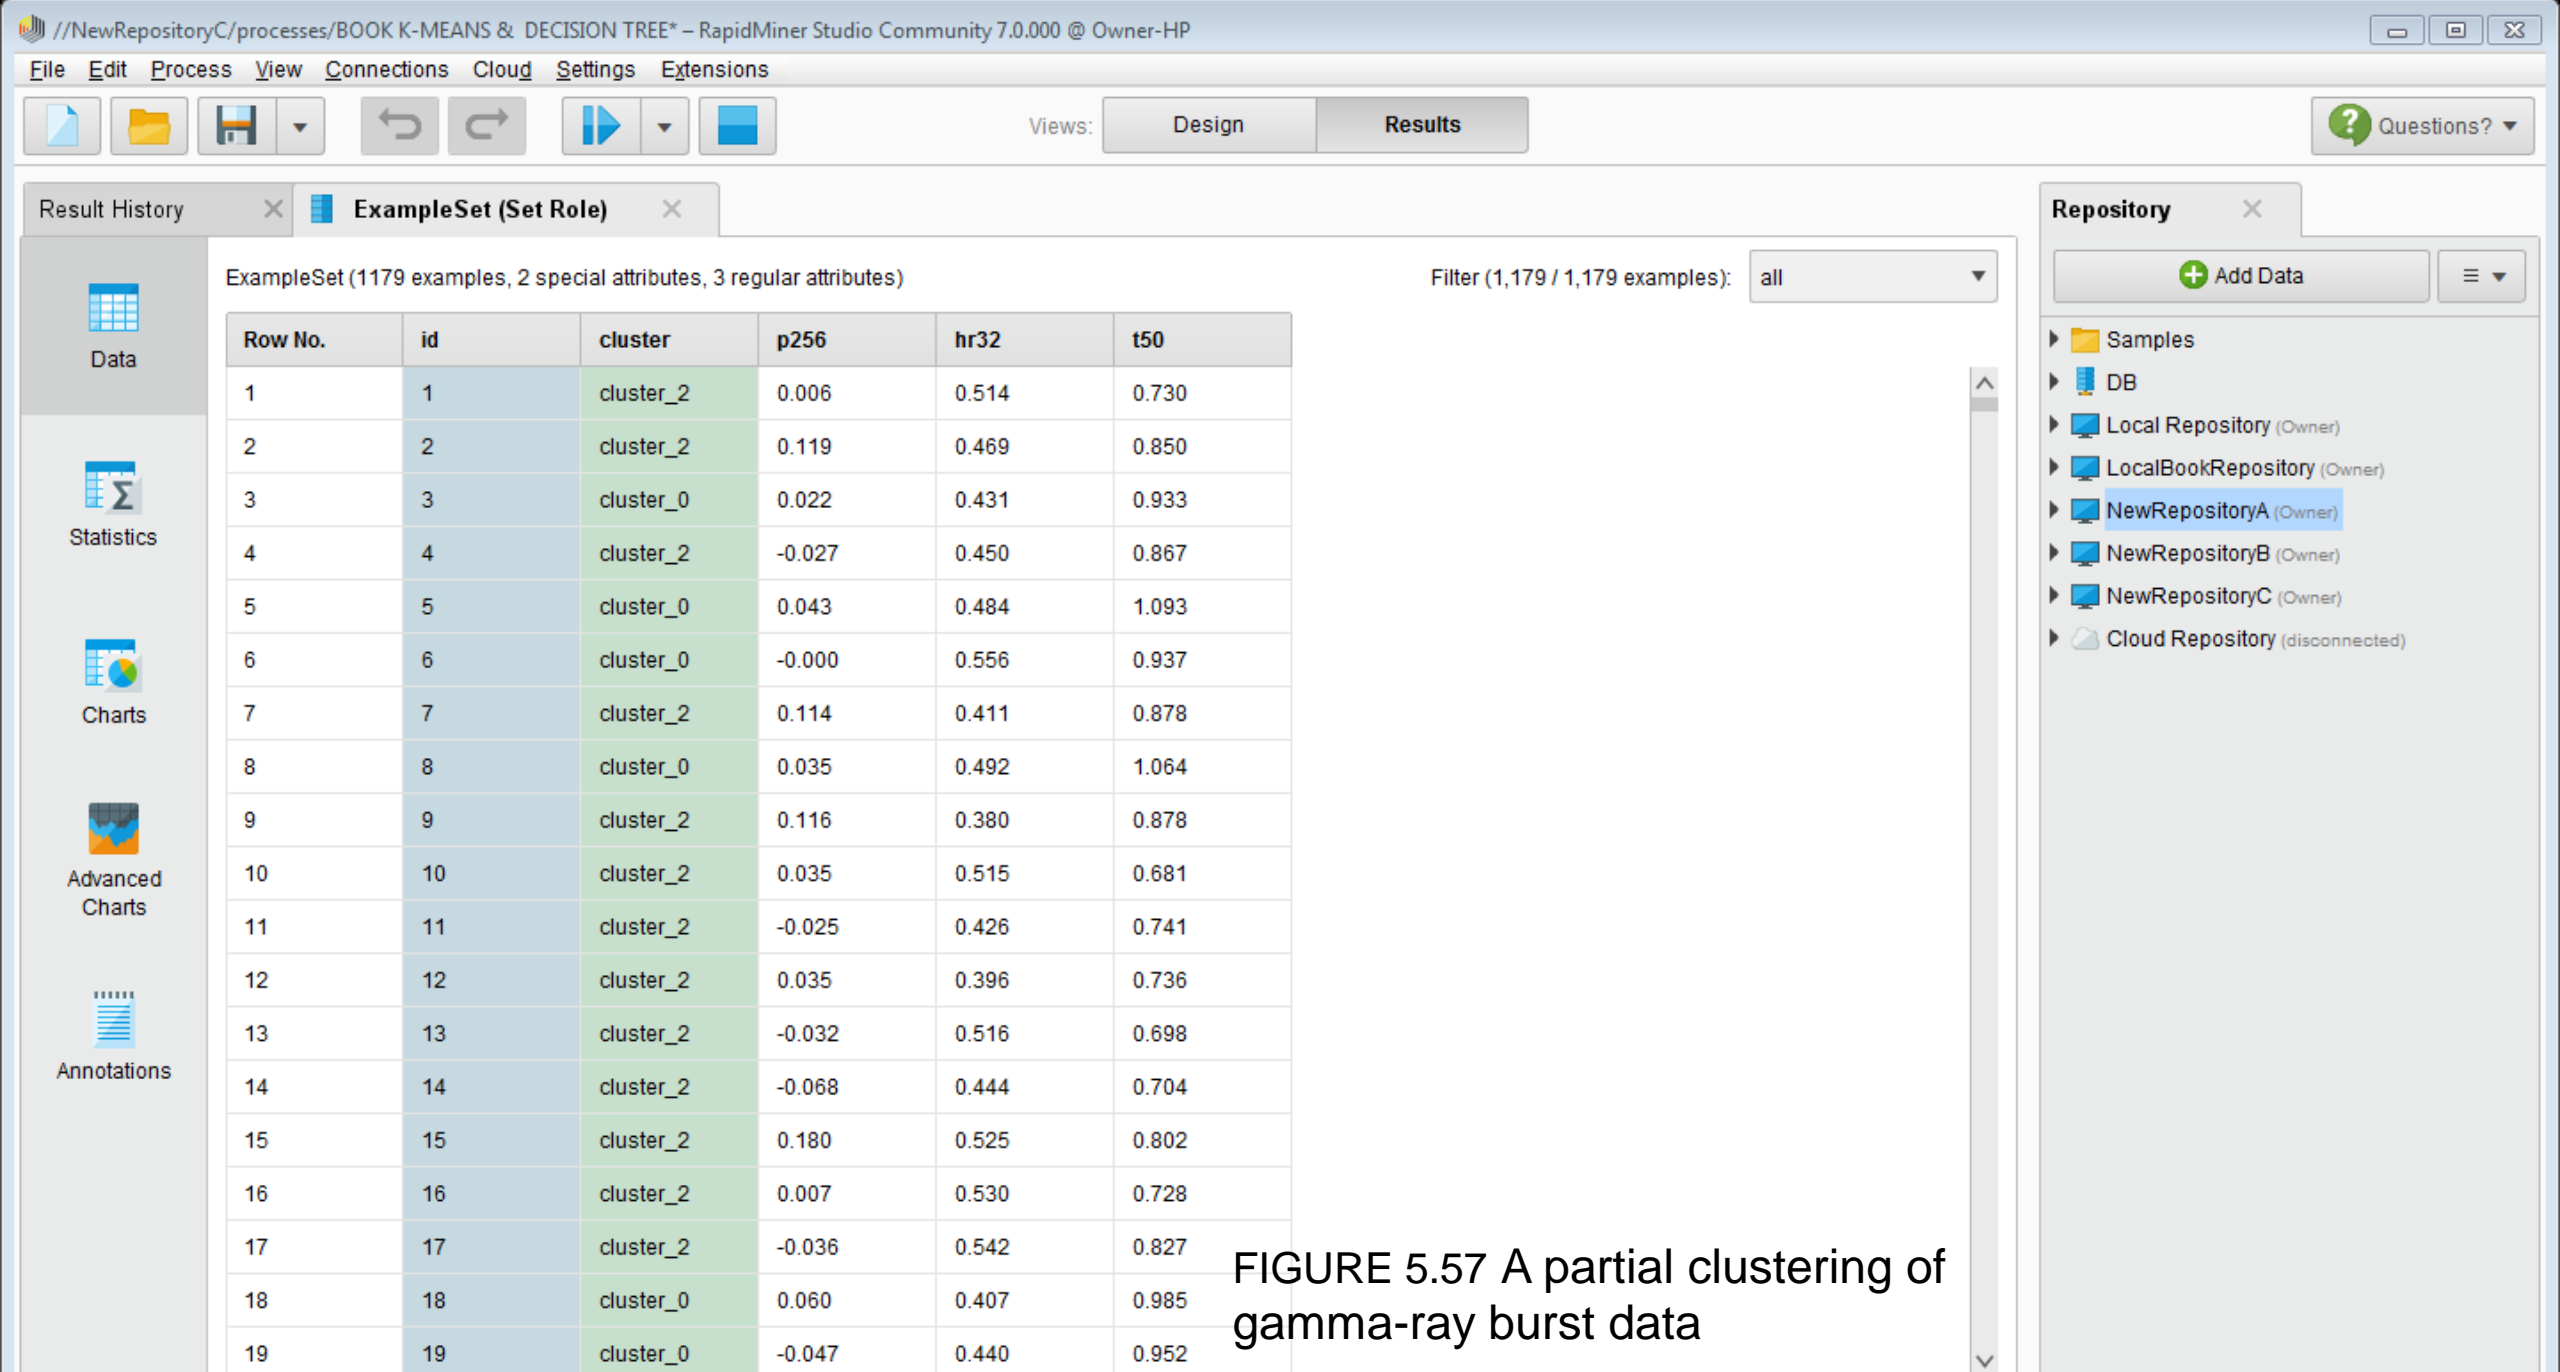 //NewRepositoryC/processes/BOOK K-MEANS &  DECISION TREE* – RapidMiner Studio Community 7.0.000 @ Owner-HP
File Edit Process View Connections Cloud Settings Extensions
Views: Design Results Questions?
Result History ExampleSet (Set Role) Repository
ExampleSet (1179 examples, 2 special attributes, 3 regular attributes) Filter (1,179 / 1,179 examples): all
Add Data
Data
Statistics
Charts
Advanced
Charts
Annotations
Row No. id cluster p256 hr32 t50
1 1 cluster_2 0.006 0.514 0.730
2 2 cluster_2 0.119 0.469 0.850
3 3 cluster_0 0.022 0.431 0.933
4 4 cluster_2 -0.027 0.450 0.867
5 5 cluster_0 0.043 0.484 1.093
6 6 cluster_0 -0.000 0.556 0.937
7 7 cluster_2 0.114 0.411 0.878
8 8 cluster_0 0.035 0.492 1.064
9 9 cluster_2 0.116 0.380 0.878
10 10 cluster_2 0.035 0.515 0.681
11 11 cluster_2 -0.025 0.426 0.741
12 12 cluster_2 0.035 0.396 0.736
13 13 cluster_2 -0.032 0.516 0.698
14 14 cluster_2 -0.068 0.444 0.704
15 15 cluster_2 0.180 0.525 0.802
16 16 cluster_2 0.007 0.530 0.728
17 17 cluster_2 -0.036 0.542 0.827
18 18 cluster_0 0.060 0.407 0.985
19 19 cluster_0 -0.047 0.440 0.952
Samples
DB
Local Repository (Owner)
LocalBookRepository (Owner)
NewRepositoryA (Owner)
NewRepositoryB (Owner)
NewRepositoryC (Owner)
Cloud Repository (disconnected)
FIGURE 5.57 A partial clustering of
gamma-ray burst data